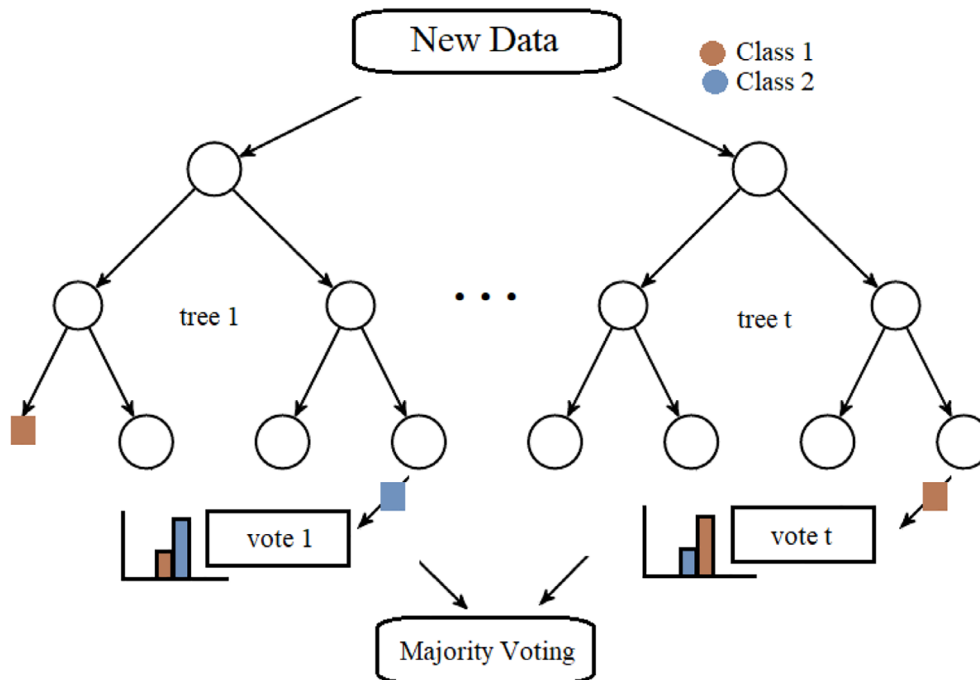 New Data
Class 1
Class 2
tree 1
. . .
tree t
vote 1
vote t
Majority Voting